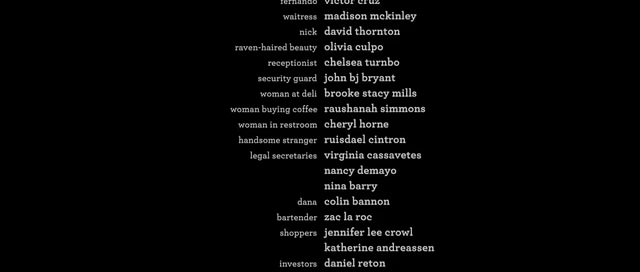 fernando victor cruz
waitress madison mckinley
nick david thornton
raven-haired beauty olivia culpo
receptionist chelsea turnbo
security guard john bj bryant
woman at deli brooke stacy mills
woman buying coffee raushanah simmons
woman in restroom cheryl horne
handsome stranger ruisdael cintron
legal secretaries virginia cassavetes
nancy demayo
nina barry
dana colin bannon
bartender zac la roc
shoppers jennifer lee crowl
katherine andreassen
investors daniel reton